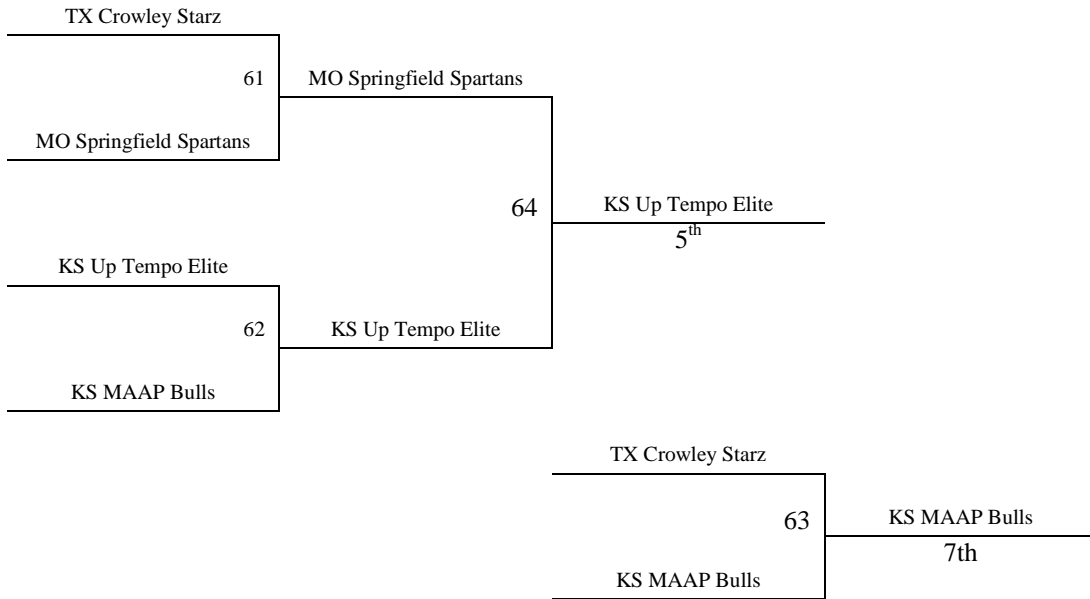 TX Crowley Starz
61
MO Springfield Spartans
MO Springfield Spartans
64
KS Up Tempo Elite
5th
KS Up Tempo Elite
62
KS Up Tempo Elite
KS MAAP Bulls
TX Crowley Starz
63
KS MAAP Bulls
7th
KS MAAP Bulls